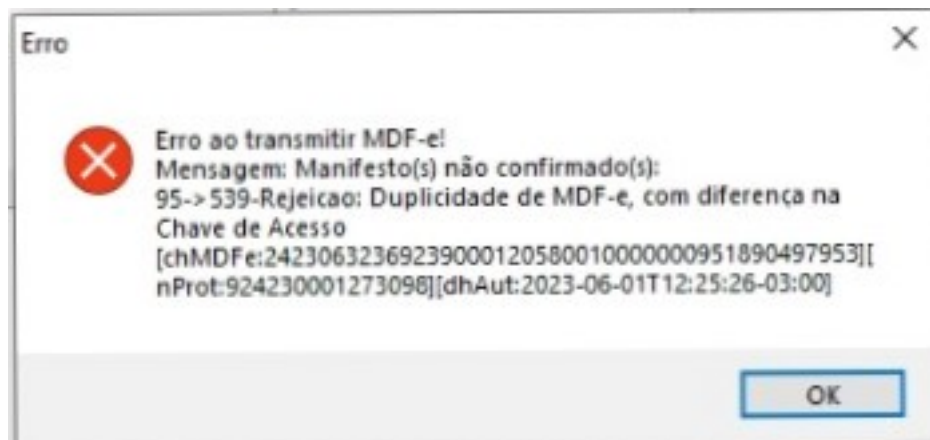 Erro
Erro ao transmitir MDF-e!
Mensagem: Manifesto(s) não confirmado(s):
95->539-Rejeicao: Duplicidade de MDF-e, com diferença na
Chave de Acesso
[chMDFe:24230632369239000120580010000000951890497953][
nProt:924230001273098][dhAut:2023-06-01T12:25:26-03:00]
OK